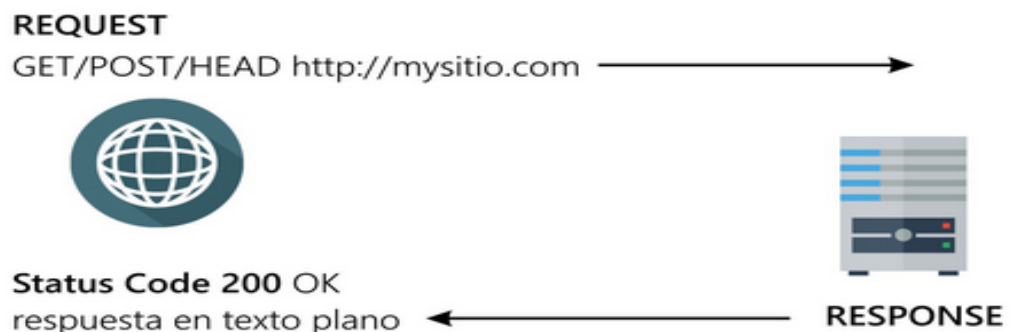 REQUEST
GET/POST/HEAD http://mysitio.com
Status Code 200 OK
respuesta en texto plano
RESPONSE